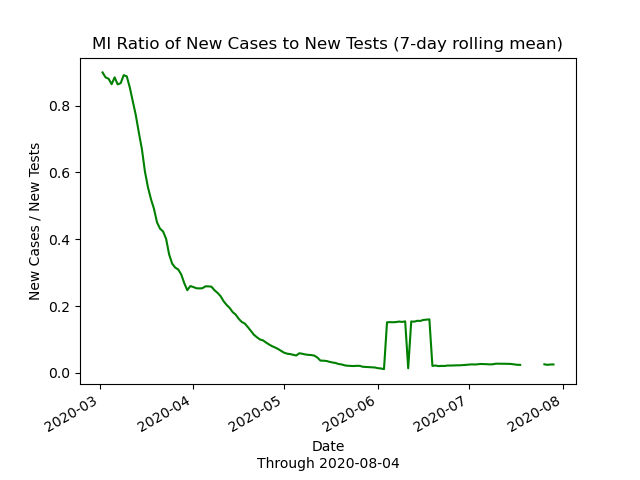 MI Ratio of New Cases to New Tests (7-day rolling mean)
New Cases / New Tests
0.8
0.6
0.4
0.2
0.0
2020-03
2020-04
2020-05
2020-06
2020-07
2020-08
Date
Through 2020-08-04